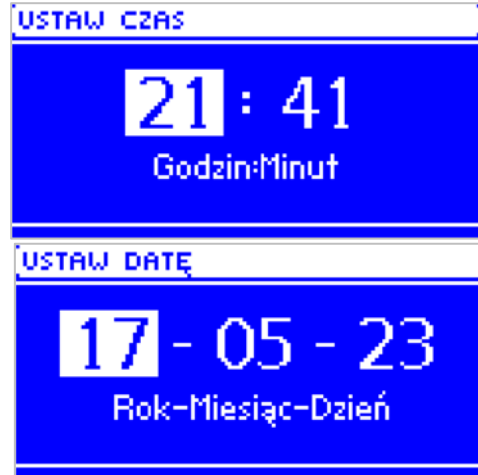 USTAW CZAS
21 : 41
Godzin:Minut
USTAW DATĘ
17 - 05 - 23
Rok-Miesiąc-Dzień